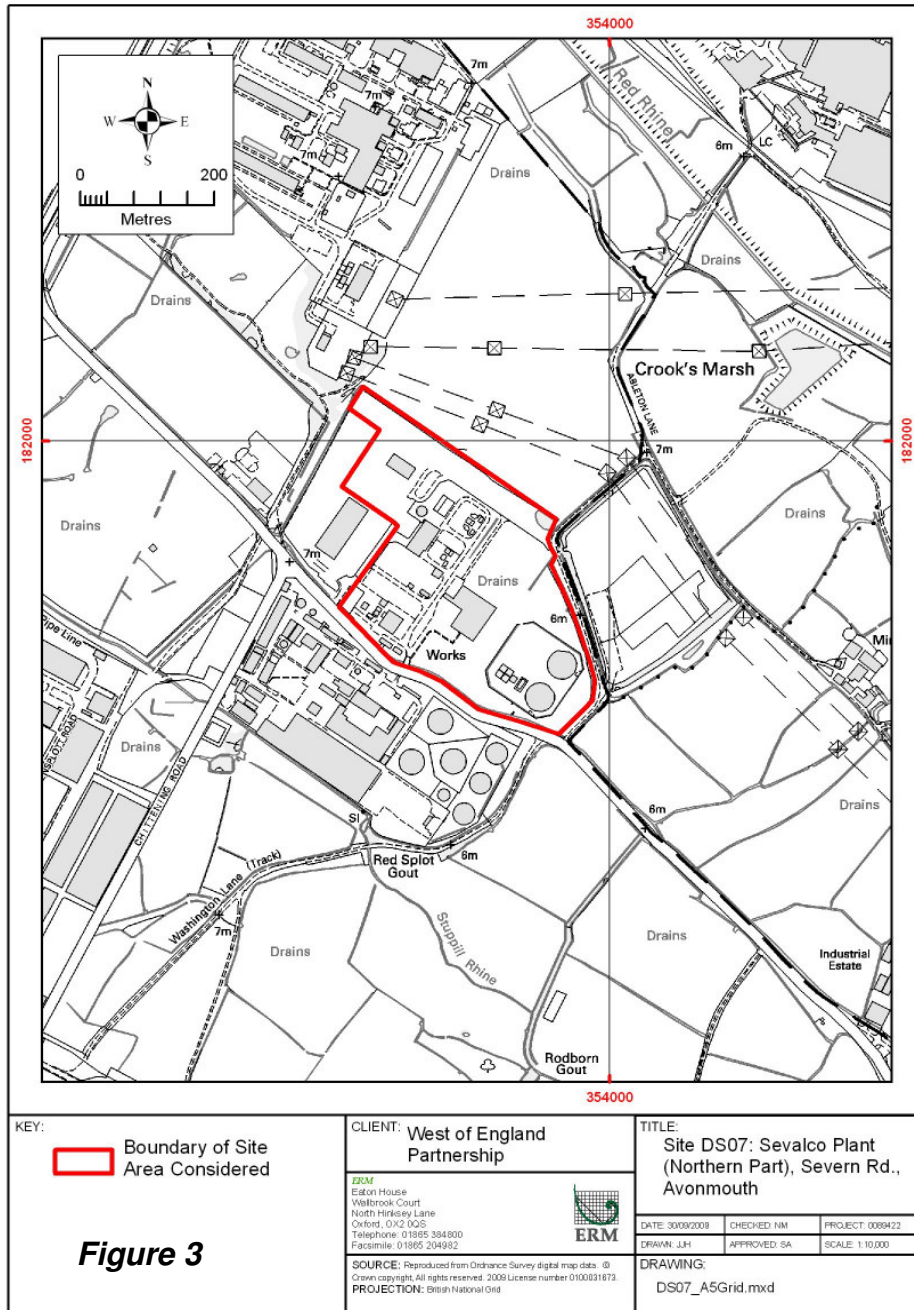 354000
N
W E
S
0 200
Metres
7m
7m
7m
Red Rhine
LC
6m
Drains
Drains
Drains
Crook's Marsh
ABLETON LANE
182000
182000
7m
Drains
Drains
7m
Drains
6m
Pipe Line
Works
Mi
Drains
CHITTENING ROAD
Drains
6m
SI
6m
Red Splot
Gout
Washington Lane (Track)
7m
Stuppill Rhine
Drains
Drains
Industrial
Estate
Rodborn
Gout
354000
KEY:
Boundary of Site
Area Considered
Figure 3
CLIENT: West of England
Partnership
ERM
Eaton House
Wallbrook Court
North Hinksey Lane
Oxford, OX2 0QS
Telephone: 01865 384800
Facsimile: 01865 204982
ERM
SOURCE: Reproduced from Ordnance Survey digital map data. ©
Crown copyright, All rights reserved. 2009 License number 0100031673.
PROJECTION: British National Grid
TITLE:
Site DS07: Sevalco Plant
(Northern Part), Severn Rd.,
Avonmouth
DATE: 30/09/2009 CHECKED: NM PROJECT: 0089422
DRAWN: JJH APPROVED: SA SCALE: 1:10,000
DRAWING:
DS07_A5Grid.mxd